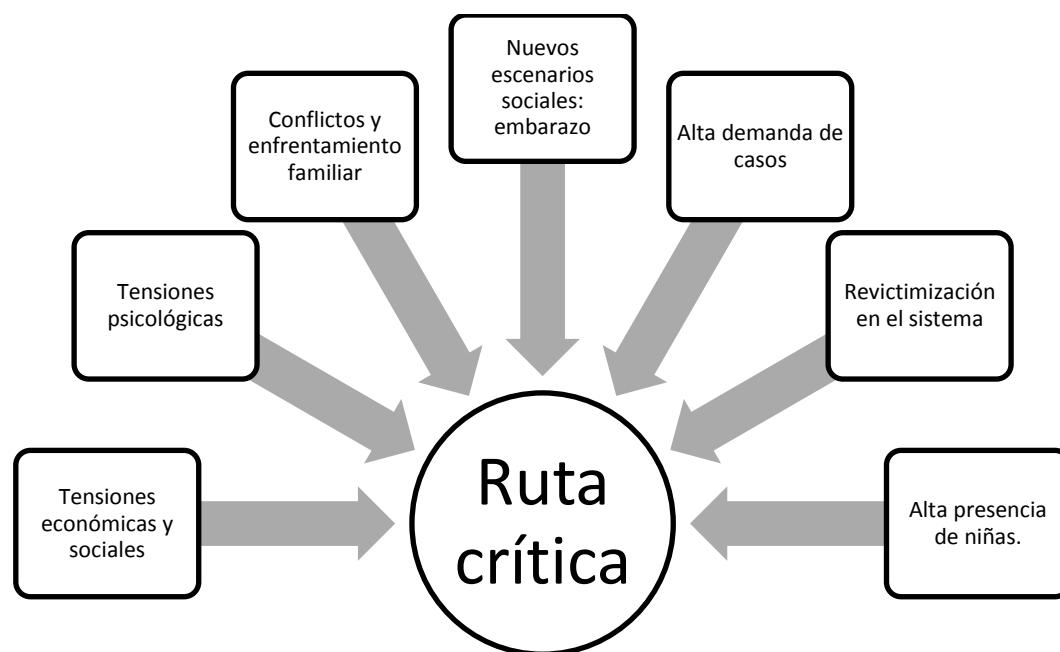 Nuevos
escenarios
sociales:
embarazo
Conflictos y
enfrentamiento
familiar
Alta demanda de
casos
Tensiones
psicológicas
Revictimización
en el sistema
Tensiones
económicas y
sociales
Ruta
crítica
Alta presencia
de niñas.